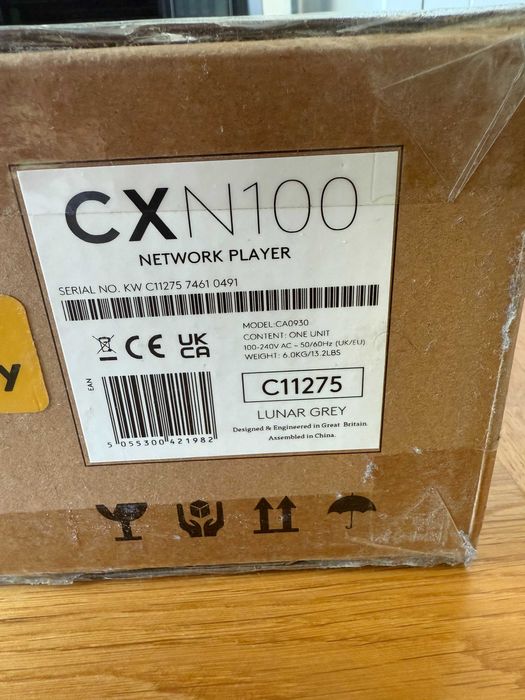 CXN100
NETWORK PLAYER
SERIAL NO. KW C11275 7461 0491
MODEL:CA0930
CONTENT: ONE UNIT
100-240V AC ~ 50/60Hz (UK/EU)
WEIGHT: 6.0KG/13.2LBS
CE UK
CA
EAN
C11275
LUNAR GREY
Designed & Engineered in Great Britain
Assembled in China.
5 055300 421982
y